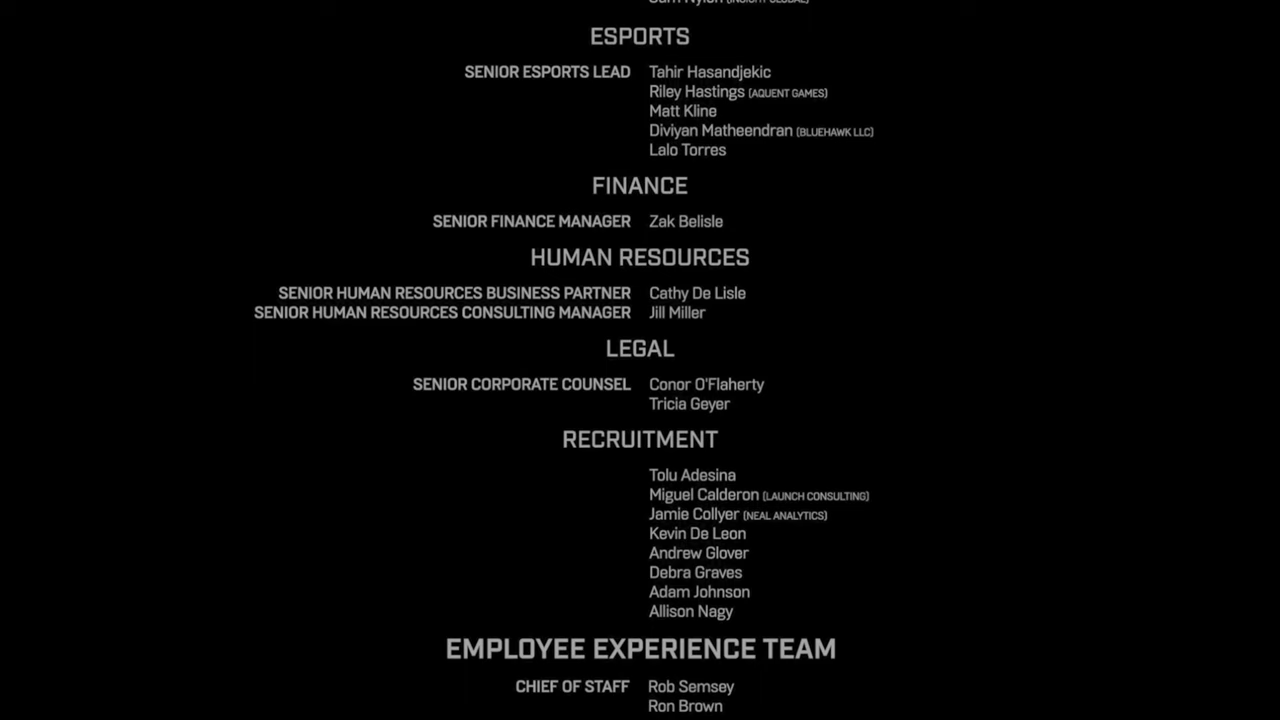 ESPORTS
SENIOR ESPORTS LEAD Tahir Hasandjekic
Riley Hastings (AQUENT GAMES)
Matt Kline
Diviyan Matheendran (BLUEHAWK LLC)
Lalo Torres
FINANCE
SENIOR FINANCE MANAGER Zak Belisle
HUMAN RESOURCES
SENIOR HUMAN RESOURCES BUSINESS PARTNER Cathy De Lisle
SENIOR HUMAN RESOURCES CONSULTING MANAGER Jill Miller
LEGAL
SENIOR CORPORATE COUNSEL Conor O'Flaherty
Tricia Geyer
RECRUITMENT
Tolu Adesina
Miguel Calderon (LAUNCH CONSULTING)
Jamie Collyer (NEAL ANALYTICS)
Kevin De Leon
Andrew Glover
Debra Graves
Adam Johnson
Allison Nagy
EMPLOYEE EXPERIENCE TEAM
CHIEF OF STAFF Rob Semsey
Ron Brown